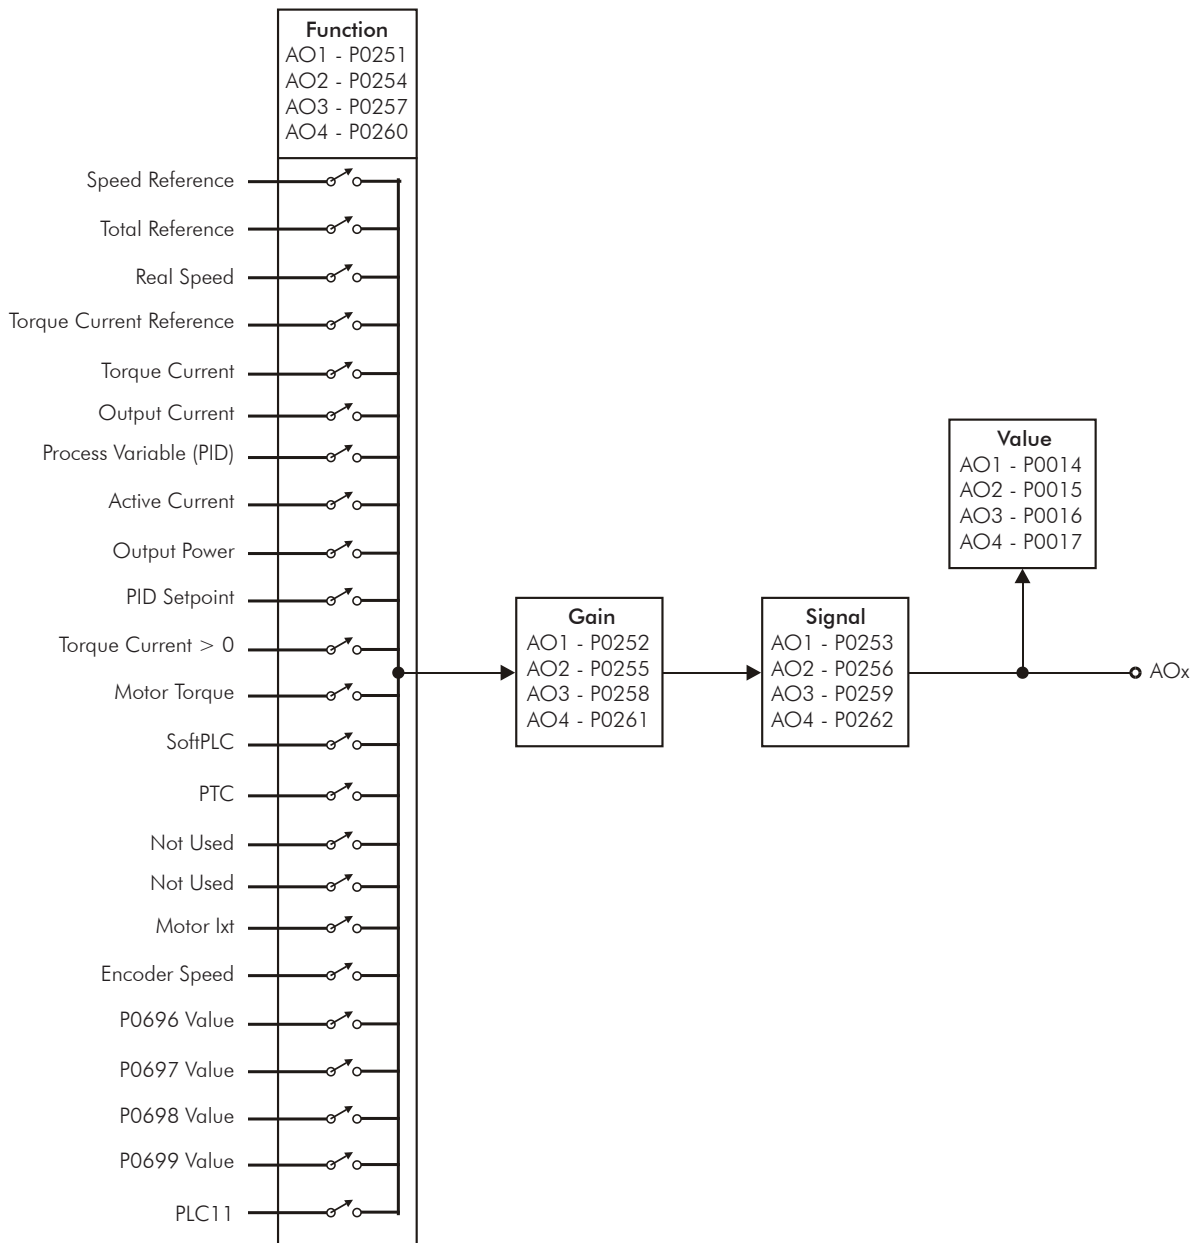 Function
AO1 - P0251
AO2 - P0254
AO3 - P0257
AO4 - P0260
Speed Reference
Total Reference
Real Speed
Torque Current Reference
Torque Current
Output Current
Process Variable (PID)
Active Current
Output Power
PID Setpoint
Torque Current > 0
Motor Torque
SoftPLC
PTC
Not Used
Not Used
Motor Ixt
Encoder Speed
P0696 Value
P0697 Value
P0698 Value
P0699 Value
PLC11
Gain
AO1 - P0252
AO2 - P0255
AO3 - P0258
AO4 - P0261
Signal
AO1 - P0253
AO2 - P0256
AO3 - P0259
AO4 - P0262
Value
AO1 - P0014
AO2 - P0015
AO3 - P0016
AO4 - P0017
AOx